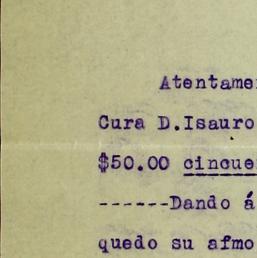 Atentame
Cura D.Isauro
$50.00 cincue
------Dando á
quedo su afmo